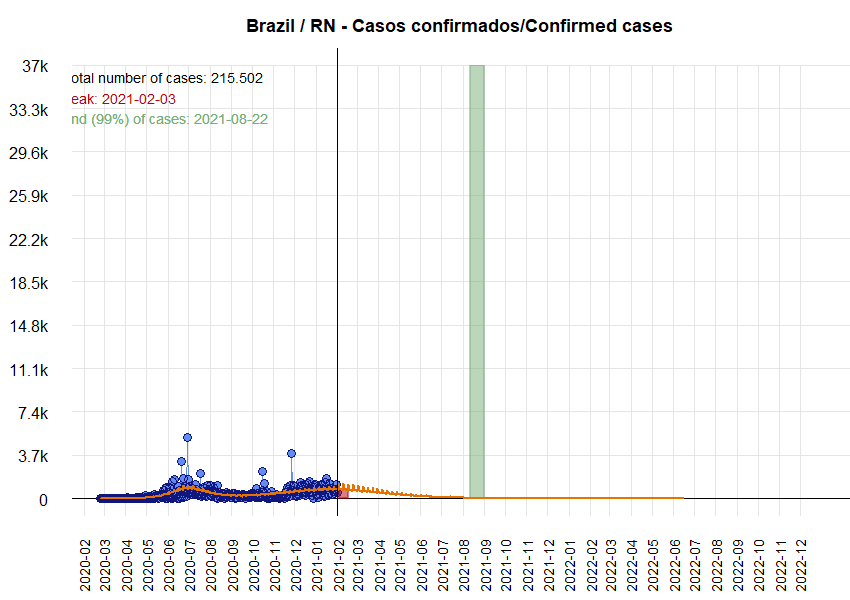 Brazil / RN - Casos confirmados/Confirmed cases
37k
otal number of cases: 215.502
eak: 2021-02-03
33.3k
nd (99%) of cases: 2021-08-22
29.6k
25.9k
22.2k
18.5k
14.8k
11.1k
7.4k
3.7k
0
2020-02
2020-03
2020-04
2020-05
2020-06
2020-07
2020-08
2020-09
2020-10
2020-11
2020-12
2021-01
2021-02
2021-03
2021-04
2021-05
2021-06
2021-07
2021-08
2021-09
2021-10
2021-11
2021-12
2022-01
2022-02
2022-03
2022-04
2022-05
2022-06
2022-07
2022-08
2022-09
2022-10
2022-11
2022-12